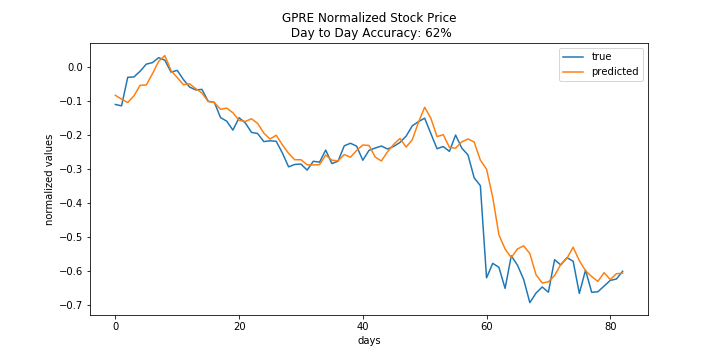 GPRE Normalized Stock Price
Day to Day Accuracy: 62%
true
predicted
normalized values
0.0
−0.1
−0.2
−0.3
−0.4
−0.5
−0.6
−0.7
0 20 40 60 80
days